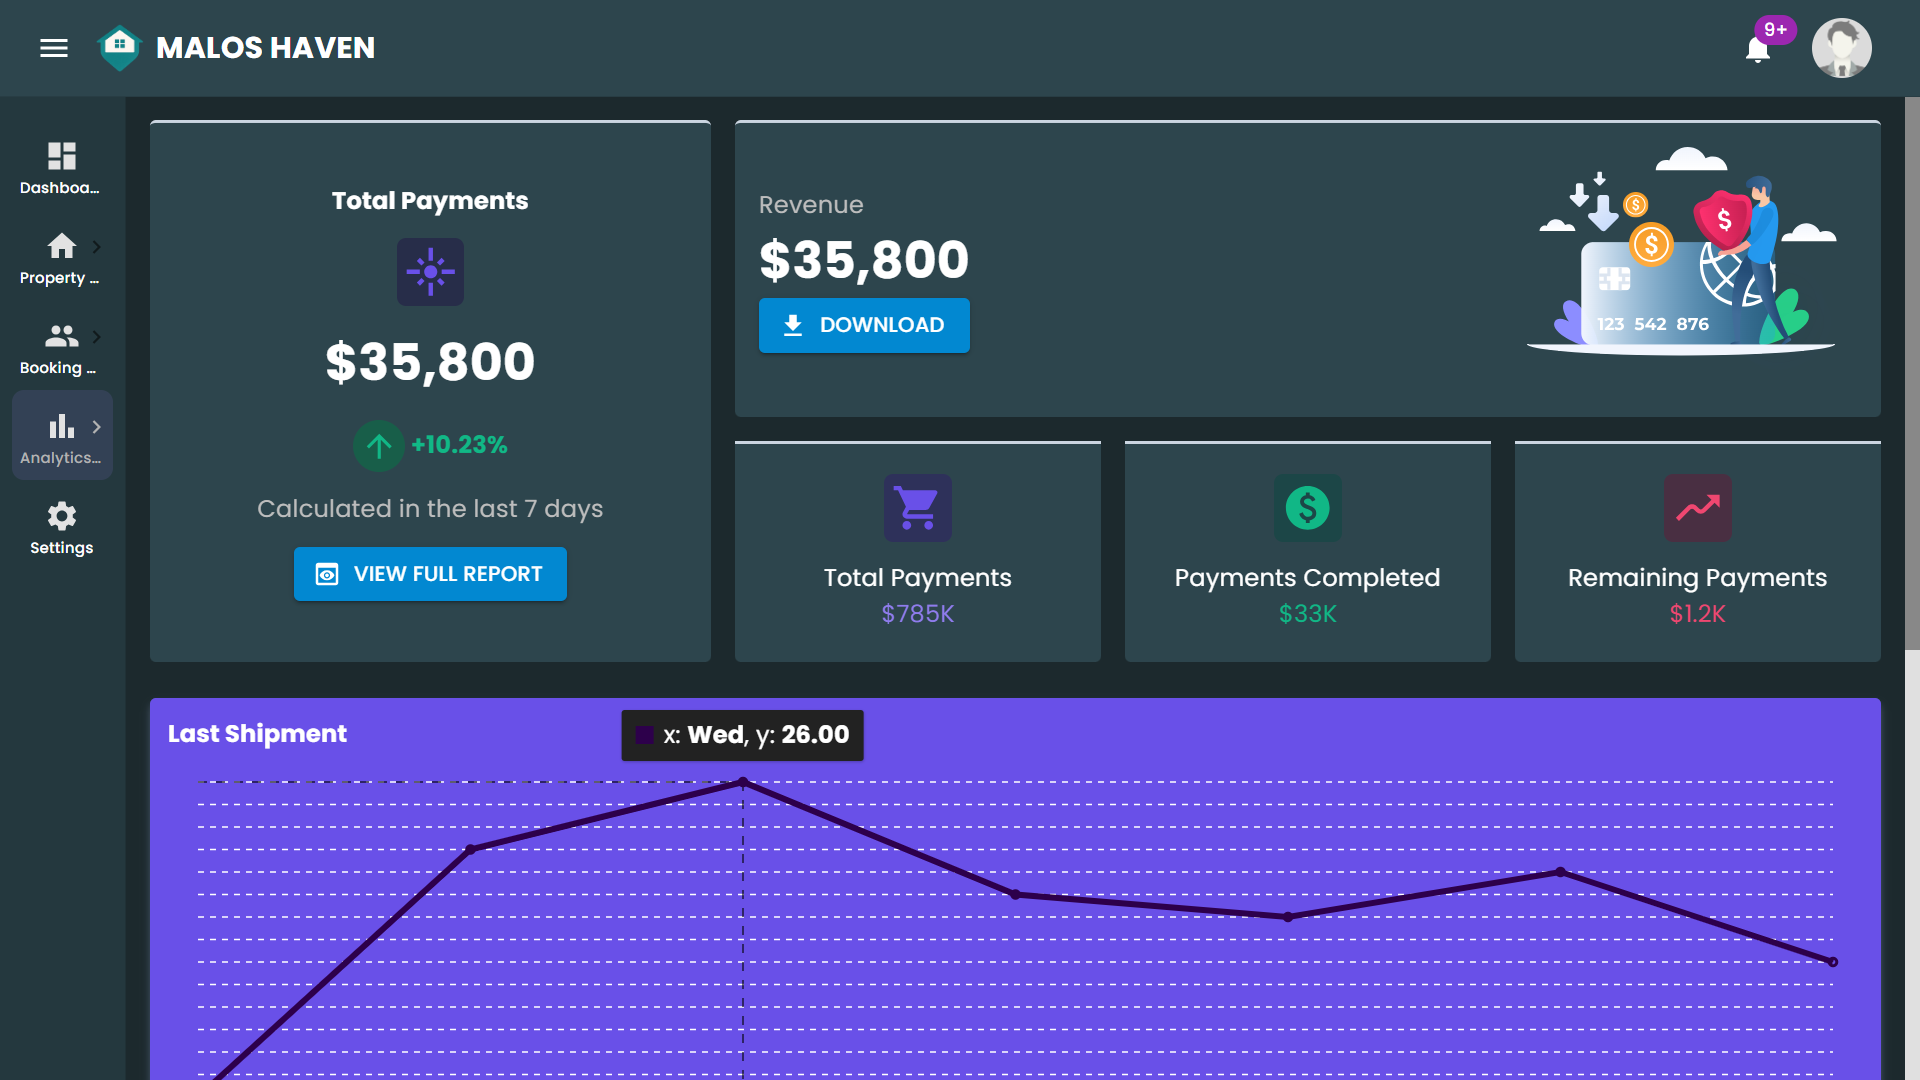 MALOS HAVEN
9+
Dashboa...
Property ...
Booking ...
Analytics...
Settings
Total Payments
$35,800
+10.23%
Calculated in the last 7 days
VIEW FULL REPORT
Revenue
$35,800
DOWNLOAD
$
$
$
123 542 876
Total Payments
$785K
$
Payments Completed
$33K
Remaining Payments
$1.2K
Last Shipment
x: Wed, y: 26.00